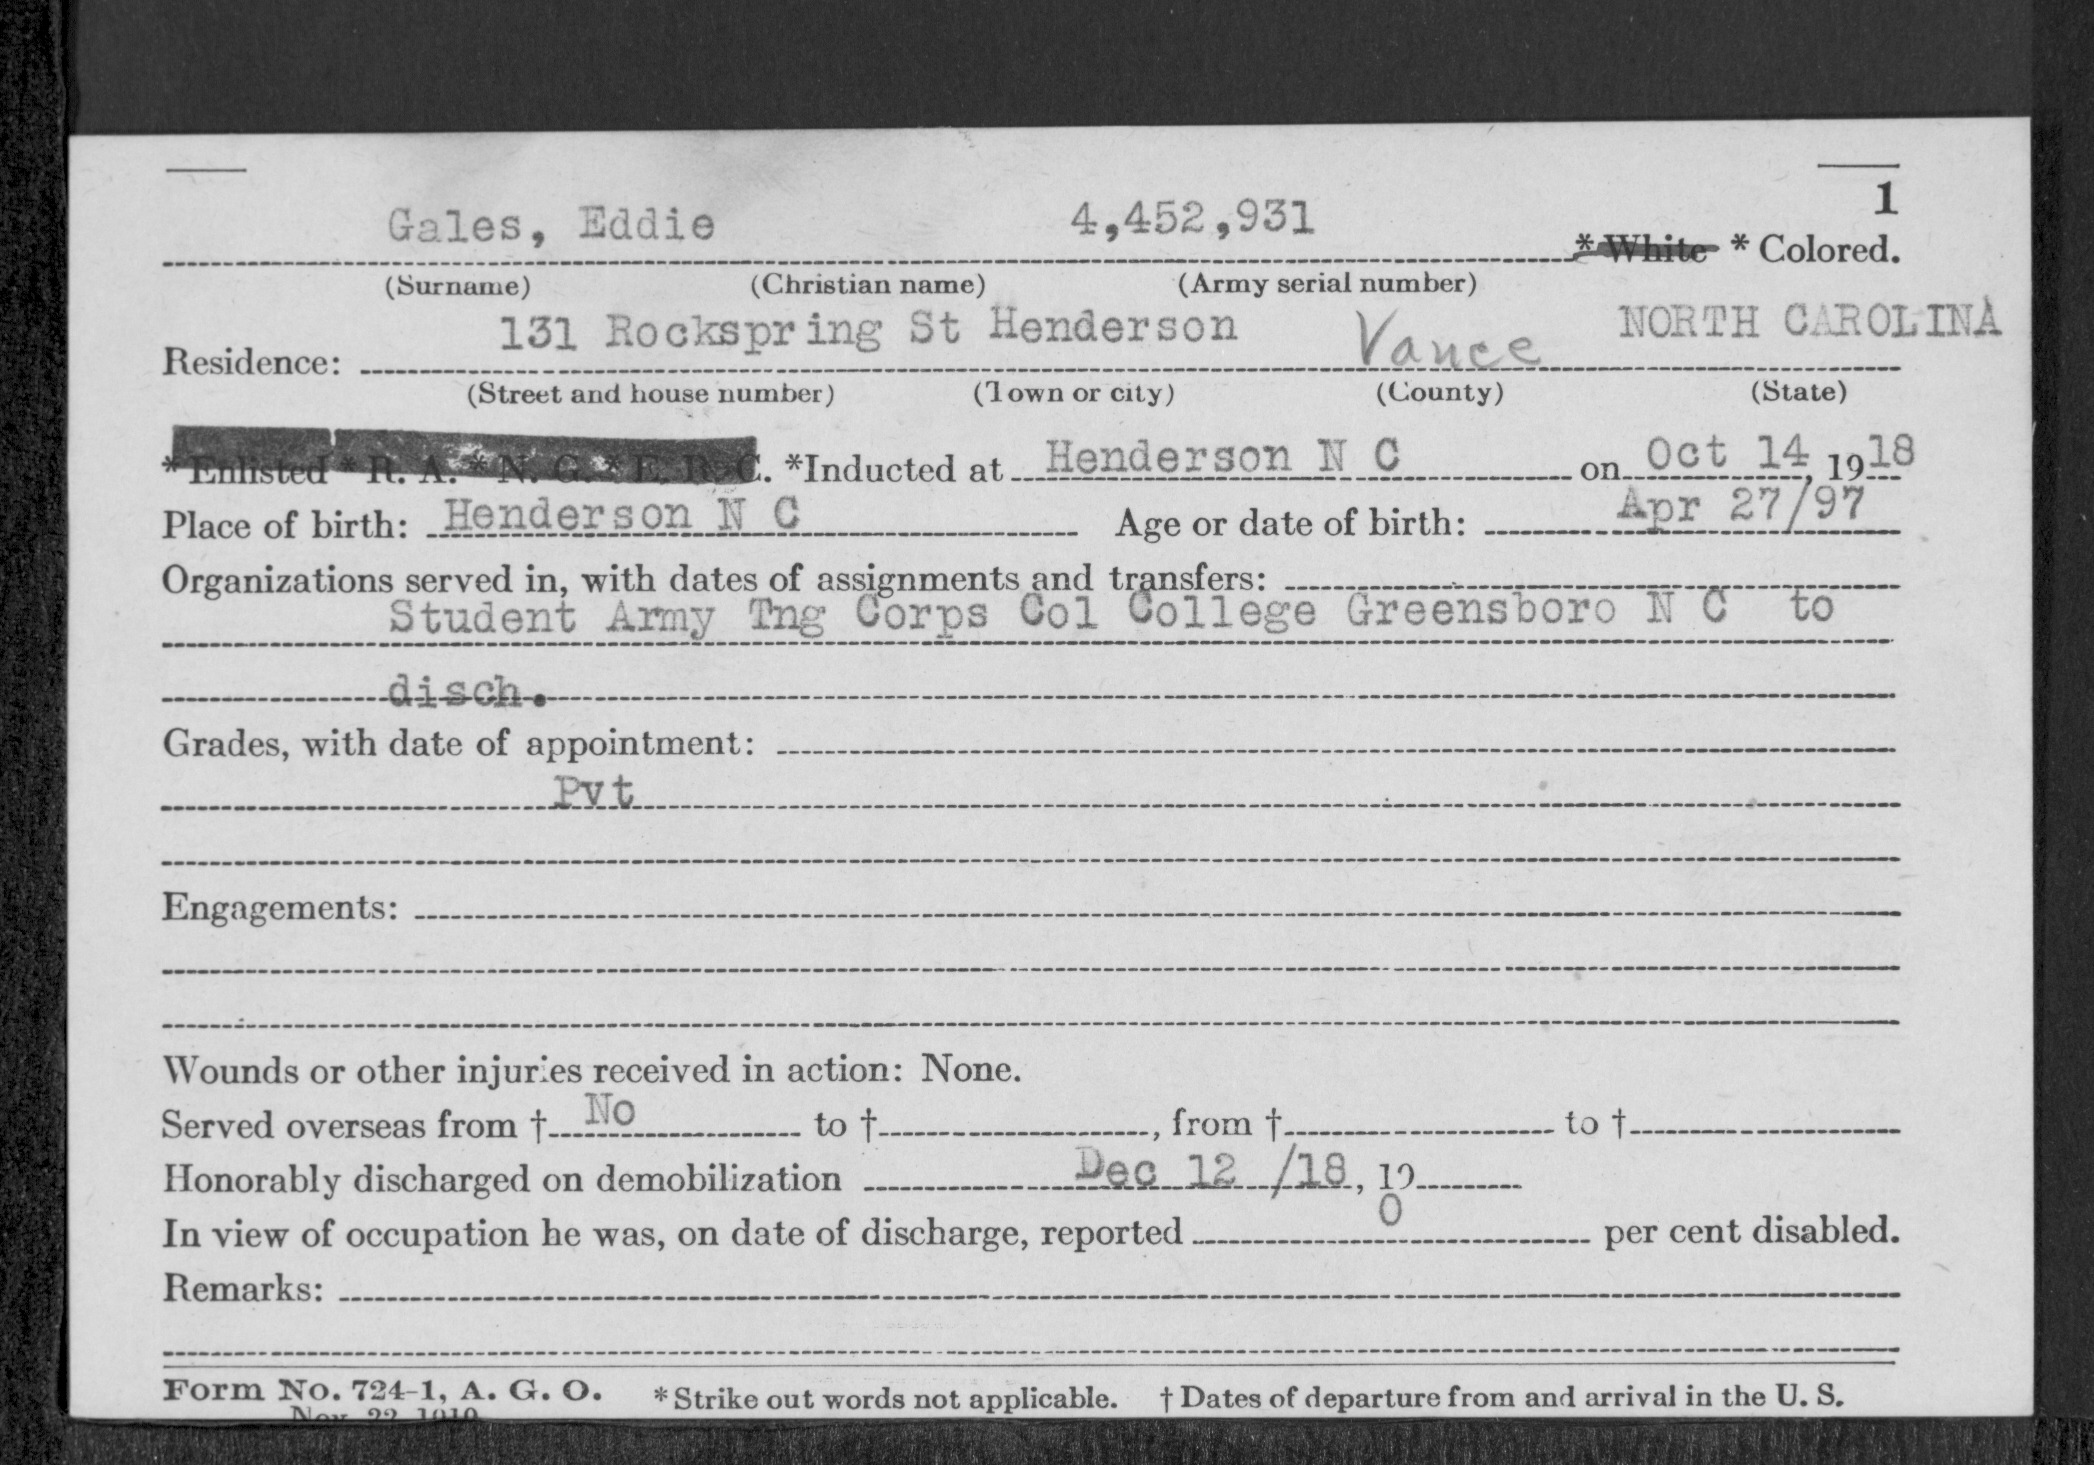 1
Gales, Eddie 4,452,931 * White * Colored.
(Surname) (Christian name) (Army serial number)
131 Rockspring St Henderson Vance NORTH CAROLINA
Residence:
(Street and house number) (Town or city) (County) (State)
* Enlisted * R. A. * N. G. * E. R. C. *Inducted at Henderson N C on Oct 14, 1918
Place of birth: Henderson N C Age or date of birth: Apr 27/97
Organizations served in, with dates of assignments and transfers:
Student Army Tng Corps Col College Greensboro N C to
disch.
Grades, with date of appointment:
Pvt
Engagements:
Wounds or other injuries received in action: None.
Served overseas from † No to †, from † to †
Honorably discharged on demobilization Dec 12 /18, 19
In view of occupation he was, on date of discharge, reported 0 per cent disabled.
Remarks:
Form No. 724-1, A. G. O. * Strike out words not applicable. † Dates of departure from and arrival in the U. S.
Nov. 22, 1919